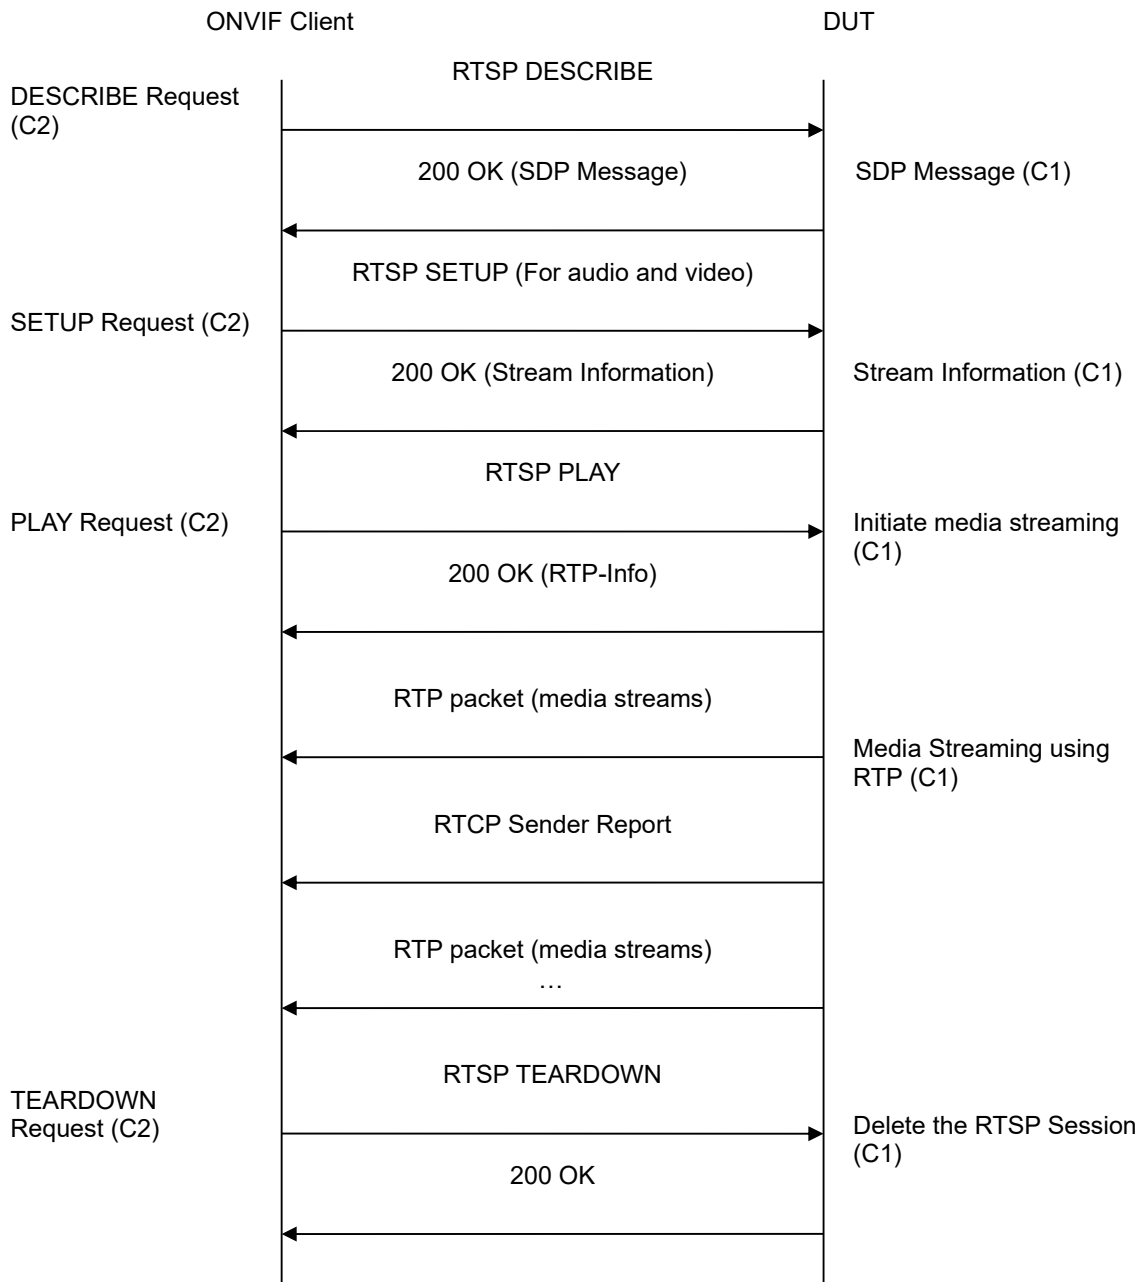 ONVIF Client
DUT
RTSP DESCRIBE
DESCRIBE Request
(C2)
200 OK (SDP Message)
SDP Message (C1)
RTSP SETUP (For audio and video)
SETUP Request (C2)
200 OK (Stream Information)
Stream Information (C1)
RTSP PLAY
PLAY Request (C2)
Initiate media streaming
(C1)
200 OK (RTP-Info)
RTP packet (media streams)
Media Streaming using
RTP (C1)
RTCP Sender Report
RTP packet (media streams)
…
RTSP TEARDOWN
TEARDOWN
Request (C2)
Delete the RTSP Session
(C1)
200 OK